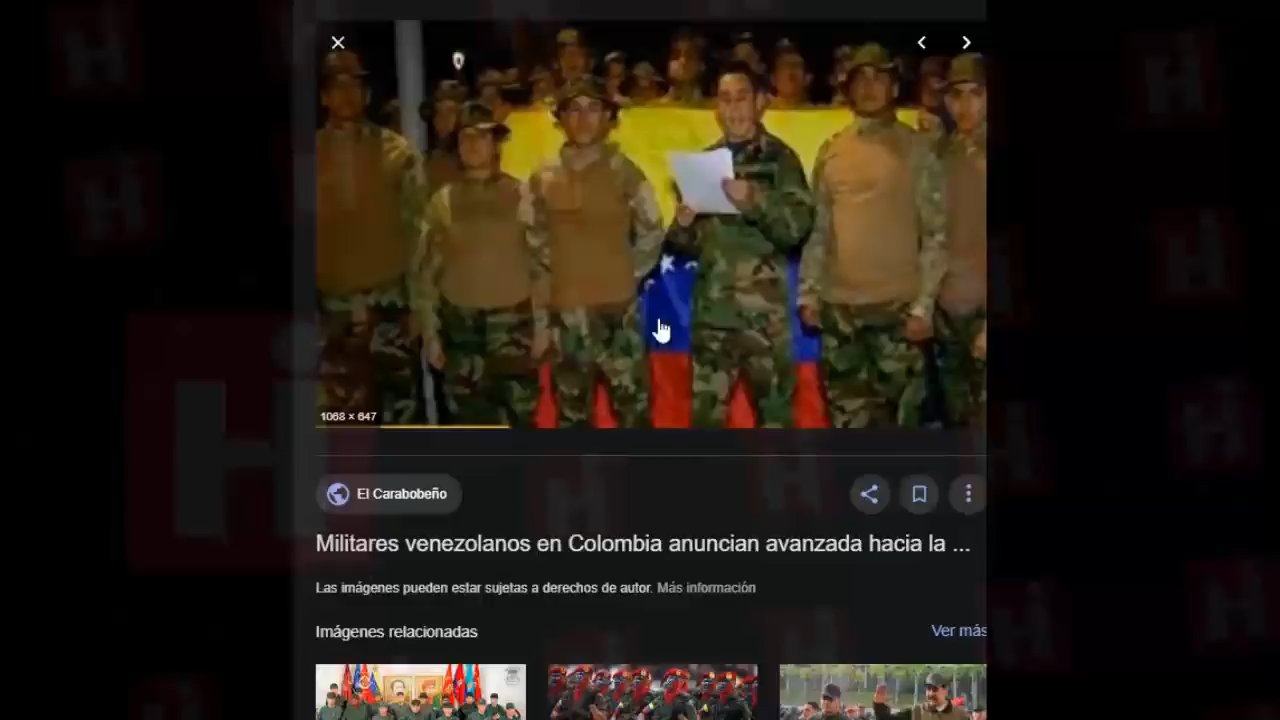 1068 × 647
El Carabobeño
Militares venezolanos en Colombia anuncian avanzada hacia la ...
Las imágenes pueden estar sujetas a derechos de autor. Más información
Imágenes relacionadas
Ver más